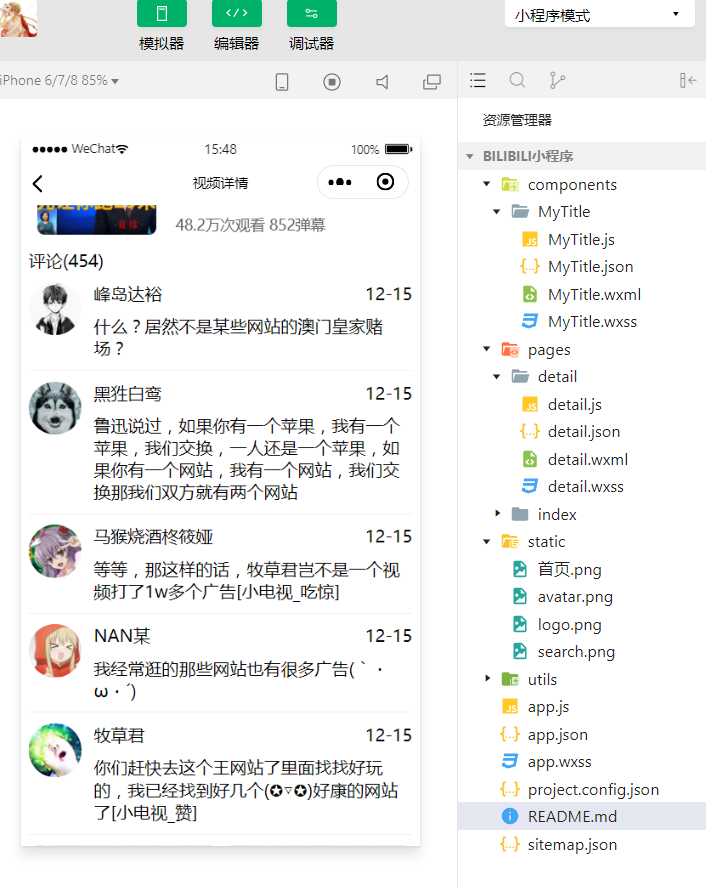 模拟器 编辑器 调试器
小程序模式
iPhone 6/7/8 85%
资源管理器
BILIBILI小程序
components
MyTitle
MyTitle.js
MyTitle.json
MyTitle.wxml
MyTitle.wxss
pages
detail
detail.js
detail.json
detail.wxml
detail.wxss
index
static
首页.png
avatar.png
logo.png
search.png
utils
app.js
app.json
app.wxss
project.config.json
README.md
sitemap.json
WeChat 15:48 100%
视频详情
自信
48.2万次观看 852弹幕
评论(454)
峰岛达裕 12-15
什么？居然不是某些网站的澳门皇家赌
场？
黑狌白鸾 12-15
鲁迅说过，如果你有一个苹果，我有一个
苹果，我们交换，一人还是一个苹果，如
果你有一个网站，我有一个网站，我们交
换那我们双方就有两个网站
马猴烧酒柊筱娅 12-15
等等，那这样的话，牧草君岂不是一个视
频打了1w多个广告[小电视_吃惊]
NAN某 12-15
我经常逛的那些网站也有很多广告(｀・
ω・´)
牧草君 12-15
你们赶快去这个王网站了里面找找好玩
的，我已经找到好几个(✪▽✪)好康的网站
了[小电视_赞]